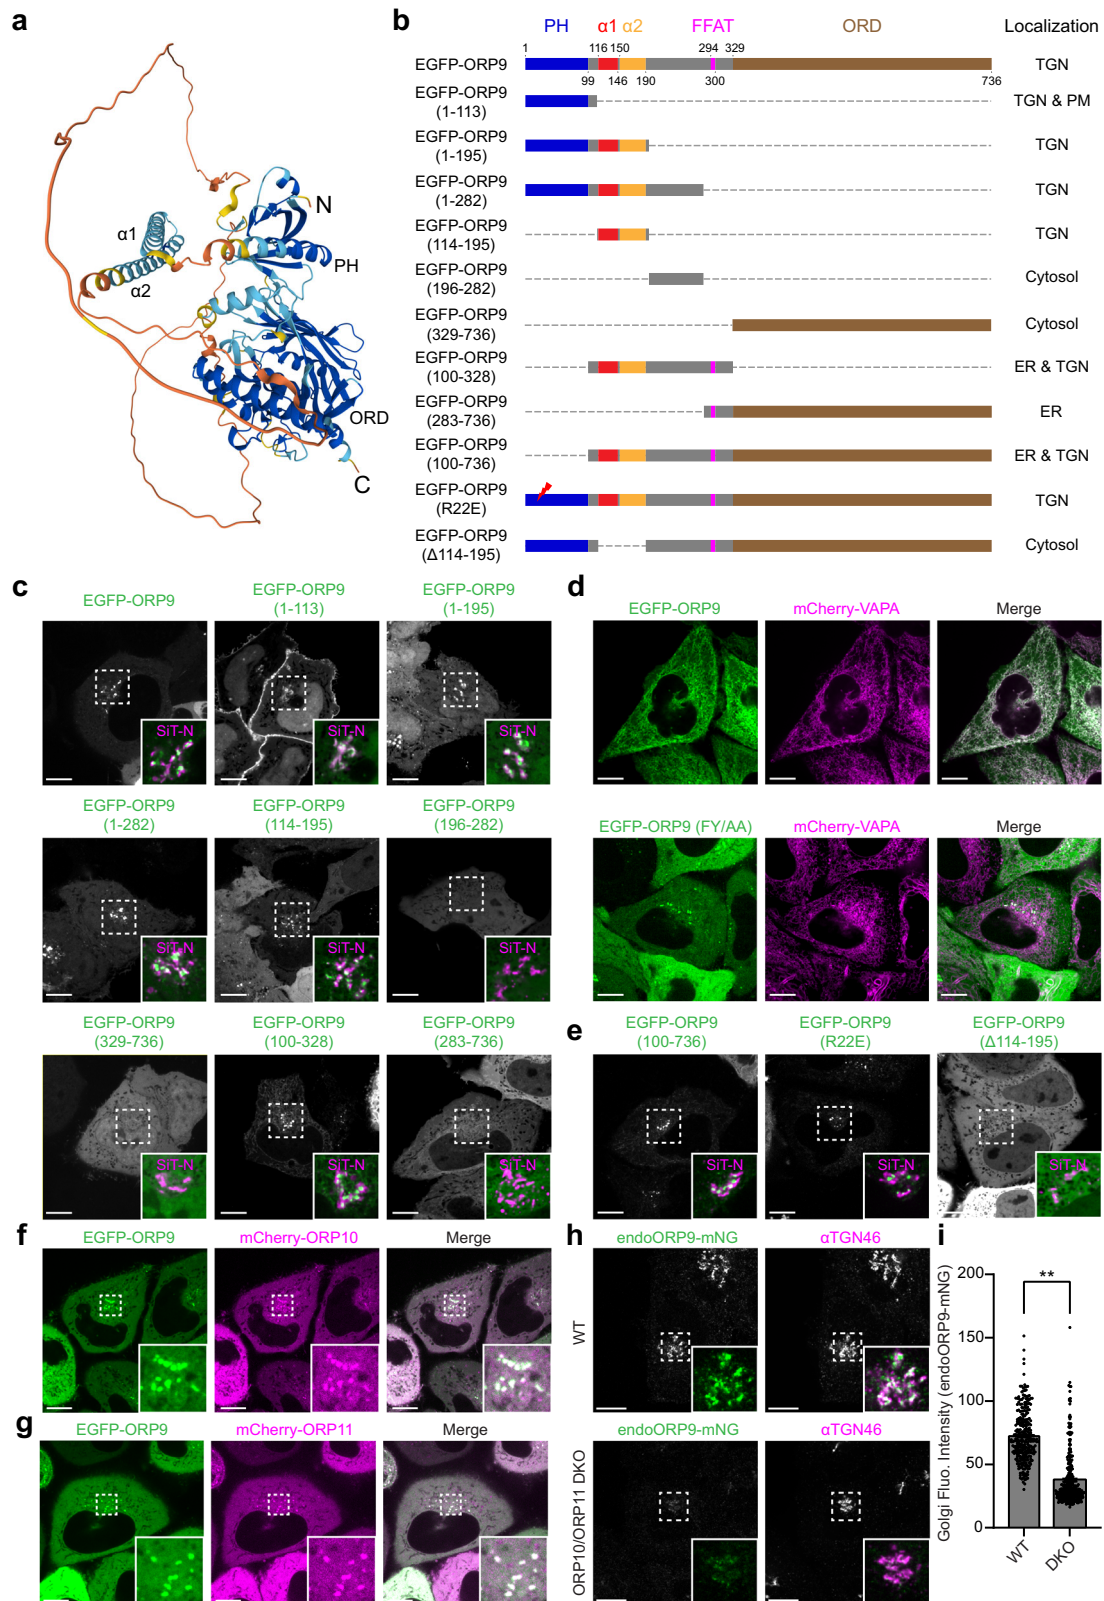 a
N
α1
PH
α2
ORD
C
b
PH α1 α2 FFAT ORD Localization
1 116 150 294 329
EGFP-ORP9 TGN
99 146 190 300 736
EGFP-ORP9
(1-113) TGN & PM
EGFP-ORP9
(1-195) TGN
EGFP-ORP9
(1-282) TGN
EGFP-ORP9
(114-195) TGN
EGFP-ORP9
(196-282) Cytosol
EGFP-ORP9
(329-736) Cytosol
EGFP-ORP9
(100-328) ER & TGN
EGFP-ORP9
(283-736) ER
EGFP-ORP9
(100-736) ER & TGN
EGFP-ORP9
(R22E) TGN
EGFP-ORP9
(Δ114-195) Cytosol
c
EGFP-ORP9
SiT-N
EGFP-ORP9
(1-113)
SiT-N
EGFP-ORP9
(1-195)
SiT-N
EGFP-ORP9
(1-282)
SiT-N
EGFP-ORP9
(114-195)
SiT-N
EGFP-ORP9
(196-282)
SiT-N
EGFP-ORP9
(329-736)
SiT-N
EGFP-ORP9
(100-328)
SiT-N
EGFP-ORP9
(283-736)
SiT-N
d
EGFP-ORP9 mCherry-VAPA Merge
EGFP-ORP9 (FY/AA) mCherry-VAPA Merge
e
EGFP-ORP9
(100-736)
SiT-N
EGFP-ORP9
(R22E)
SiT-N
EGFP-ORP9
(Δ114-195)
SiT-N
f
EGFP-ORP9 mCherry-ORP10 Merge
g
EGFP-ORP9 mCherry-ORP11 Merge
h
endoORP9-mNG αTGN46
WT
endoORP9-mNG αTGN46
ORP10/ORP11 DKO
i
Golgi Fluo. Intensity (endoORP9-mNG)
200
150
100
50
0
**
WT DKO